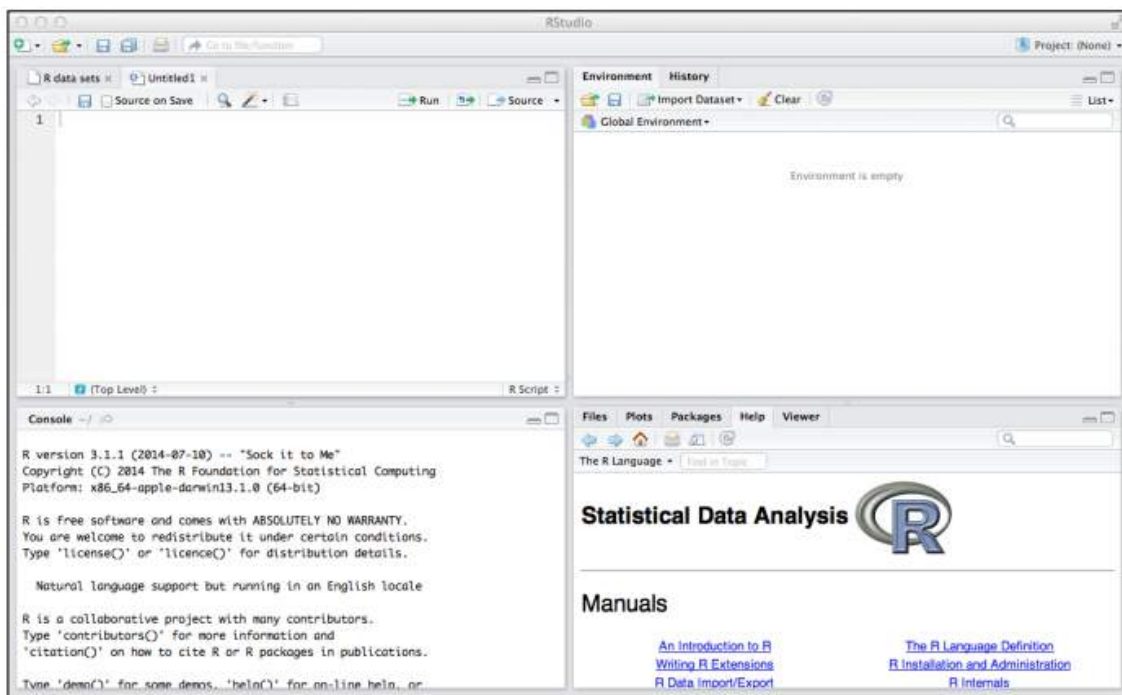 RStudio
Go to file/function
Project: (None)
R data sets
Untitled1
Source on Save
Run
Source
1
1:1
(Top Level)
R Script
Environment History
Import Dataset
Clear
List
Global Environment
Environment is empty
Console ~/
R version 3.1.1 (2014-07-10) -- "Sock it to Me"
Copyright (C) 2014 The R Foundation for Statistical Computing
Platform: x86_64-apple-darwin13.1.0 (64-bit)
R is free software and comes with ABSOLUTELY NO WARRANTY.
You are welcome to redistribute it under certain conditions.
Type 'license()' or 'licence()' for distribution details.
Natural language support but running in an English locale
R is a collaborative project with many contributors.
Type 'contributors()' for more information and
'citation()' on how to cite R or R packages in publications.
Type 'demo()' for some demos, 'help()' for on-line help, or
Files Plots Packages Help Viewer
The R Language
Find in Topic
Statistical Data Analysis R
Manuals
An Introduction to R
The R Language Definition
Writing R Extensions
R Installation and Administration
R Data Import/Export
R Internals